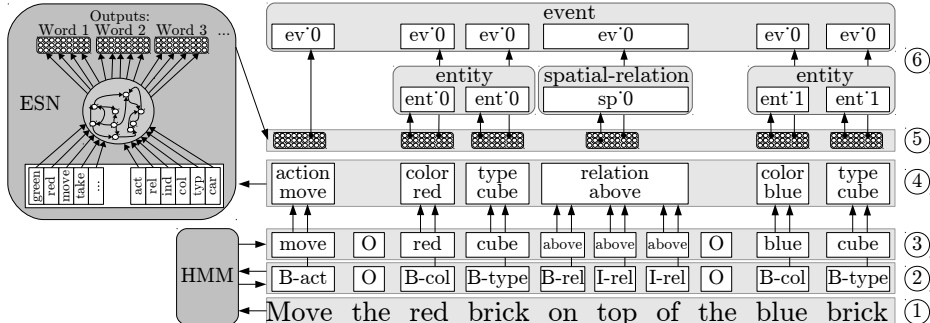 Outputs:
Word 1 Word 2 Word 3 ...
ESN
green red move take ... act rel ind col typ car
HMM
event
ev.0 ev.0 ev.0 ev.0 ev.0 ev.0
6
entity spatial-relation entity
ent.0 ent.0 sp.0 ent.1 ent.1
5
action color type relation color type
move red cube above blue cube
4
move O red cube above above above O blue cube
3
B-act O B-col B-type B-rel I-rel I-rel O B-col B-type
2
Move the red brick on top of the blue brick
1